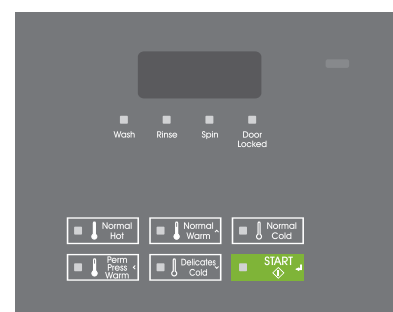 Wash Rinse Spin Door
Locked
Normal
Hot
Normal
Warm
Normal
Cold
Perm
Press
Warm
Delicates
Cold
START